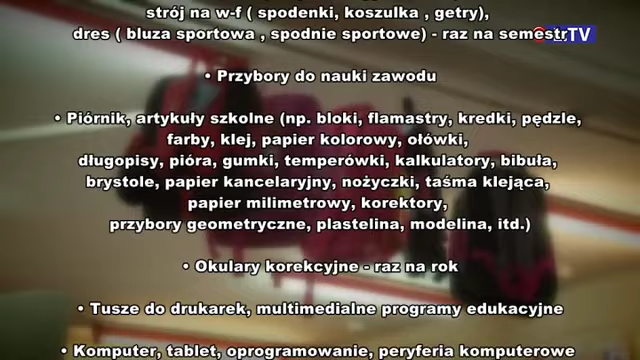 strój na w-f ( spodenki, koszulka , getry),
dres ( bluza sportowa , spodnie sportowe) - raz na semestr
TV
• Przybory do nauki zawodu
• Piórnik, artykuły szkolne (np. bloki, flamastry, kredki, pędzle,
farby, klej, papier kolorowy, ołówki,
długopisy, pióra, gumki, temperówki, kalkulatory, bibuła,
brystole, papier kancelaryjny, nożyczki, taśma klejąca,
papier milimetrowy, korektory,
przybory geometryczne, plastelina, modelina, itd.)
• Okulary korekcyjne - raz na rok
• Tusze do drukarek, multimedialne programy edukacyjne
• Komputer, tablet, oprogramowanie, peryferia komputerowe